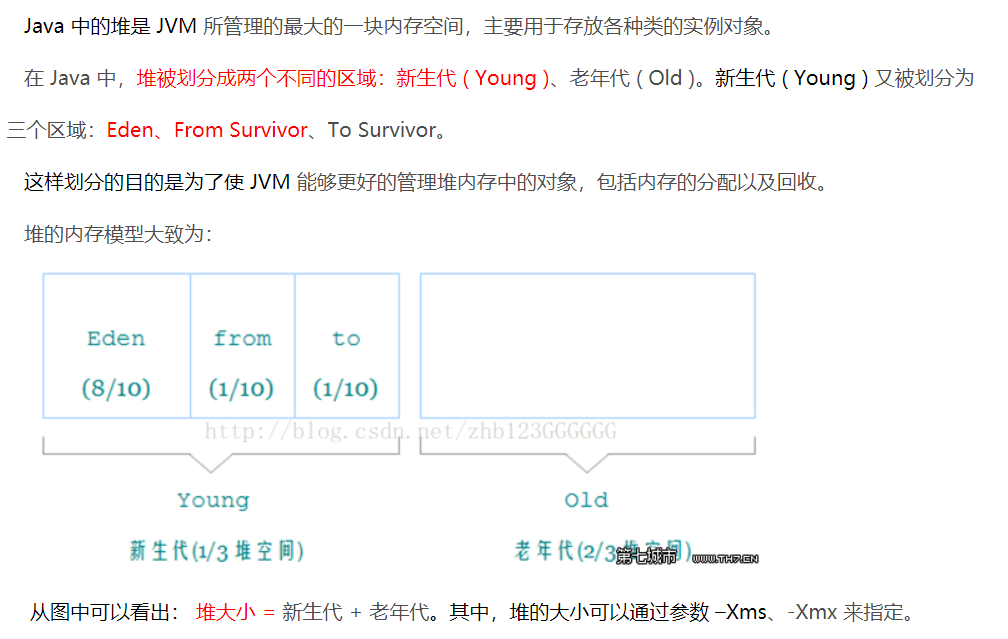 Java 中的堆是 JVM 所管理的最大的一块内存空间，主要用于存放各种类的实例对象。
在 Java 中，堆被划分成两个不同的区域：新生代 ( Young )、老年代 ( Old )。新生代 ( Young ) 又被划分为
三个区域：Eden、From Survivor、To Survivor。
这样划分的目的是为了使 JVM 能够更好的管理堆内存中的对象，包括内存的分配以及回收。
堆的内存模型大致为：
Eden from to
(8/10) (1/10) (1/10)
http://blog.csdn.net/zhb123GGGGGG
Young Old
新生代(1/3 堆空间) 老年代(2/3堆空间)
第七城市 WWW.TH7.CN
从图中可以看出： 堆大小 = 新生代 + 老年代。其中，堆的大小可以通过参数 –Xms、-Xmx 来指定。